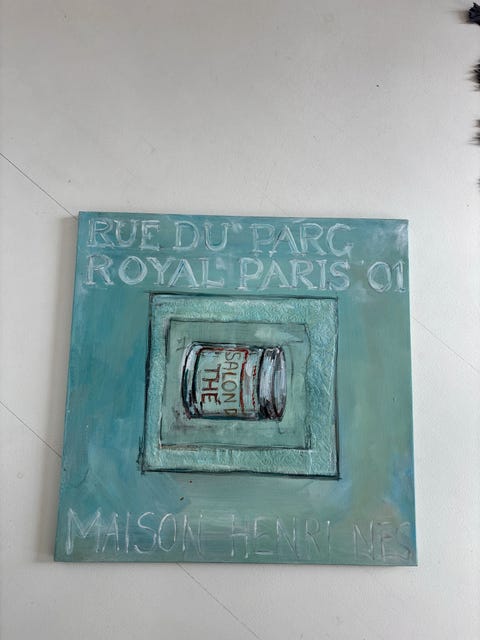 RUE DU PARC
ROYAL PARIS 01
SALON D
THE
MAISON HENRI NES